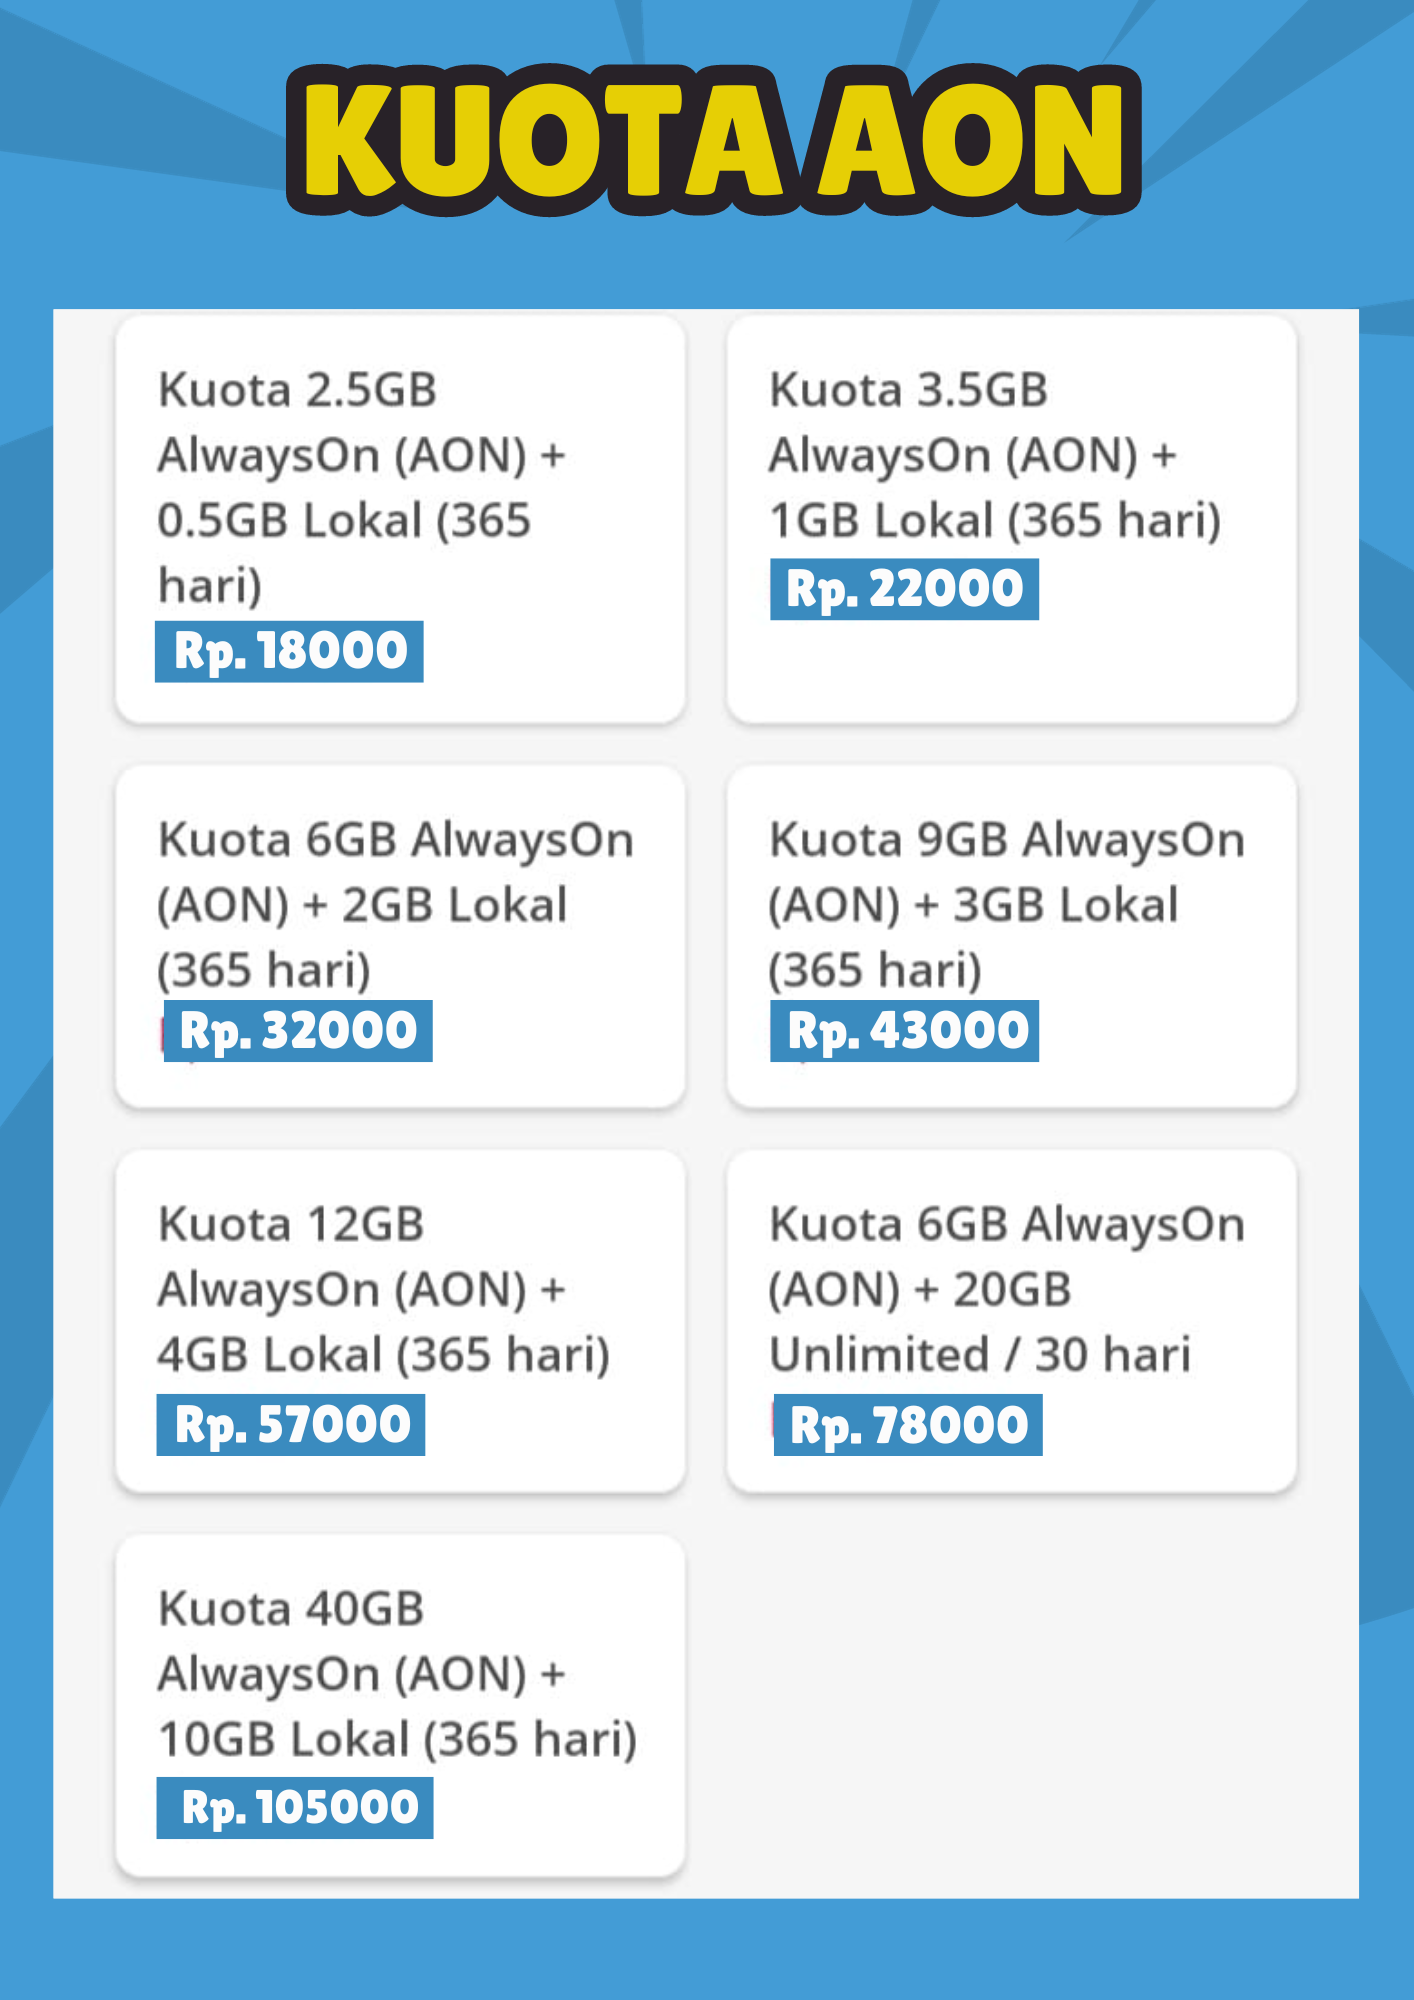 KUOTA AON
Kuota 2.5GB
AlwaysOn (AON) +
0.5GB Lokal (365
hari)
Rp. 18000
Kuota 3.5GB
AlwaysOn (AON) +
1GB Lokal (365 hari)
Rp. 22000
Kuota 6GB AlwaysOn
(AON) + 2GB Lokal
(365 hari)
Rp. 32000
Kuota 9GB AlwaysOn
(AON) + 3GB Lokal
(365 hari)
Rp. 43000
Kuota 12GB
AlwaysOn (AON) +
4GB Lokal (365 hari)
Rp. 57000
Kuota 6GB AlwaysOn
(AON) + 20GB
Unlimited / 30 hari
Rp. 78000
Kuota 40GB
AlwaysOn (AON) +
10GB Lokal (365 hari)
Rp. 105000